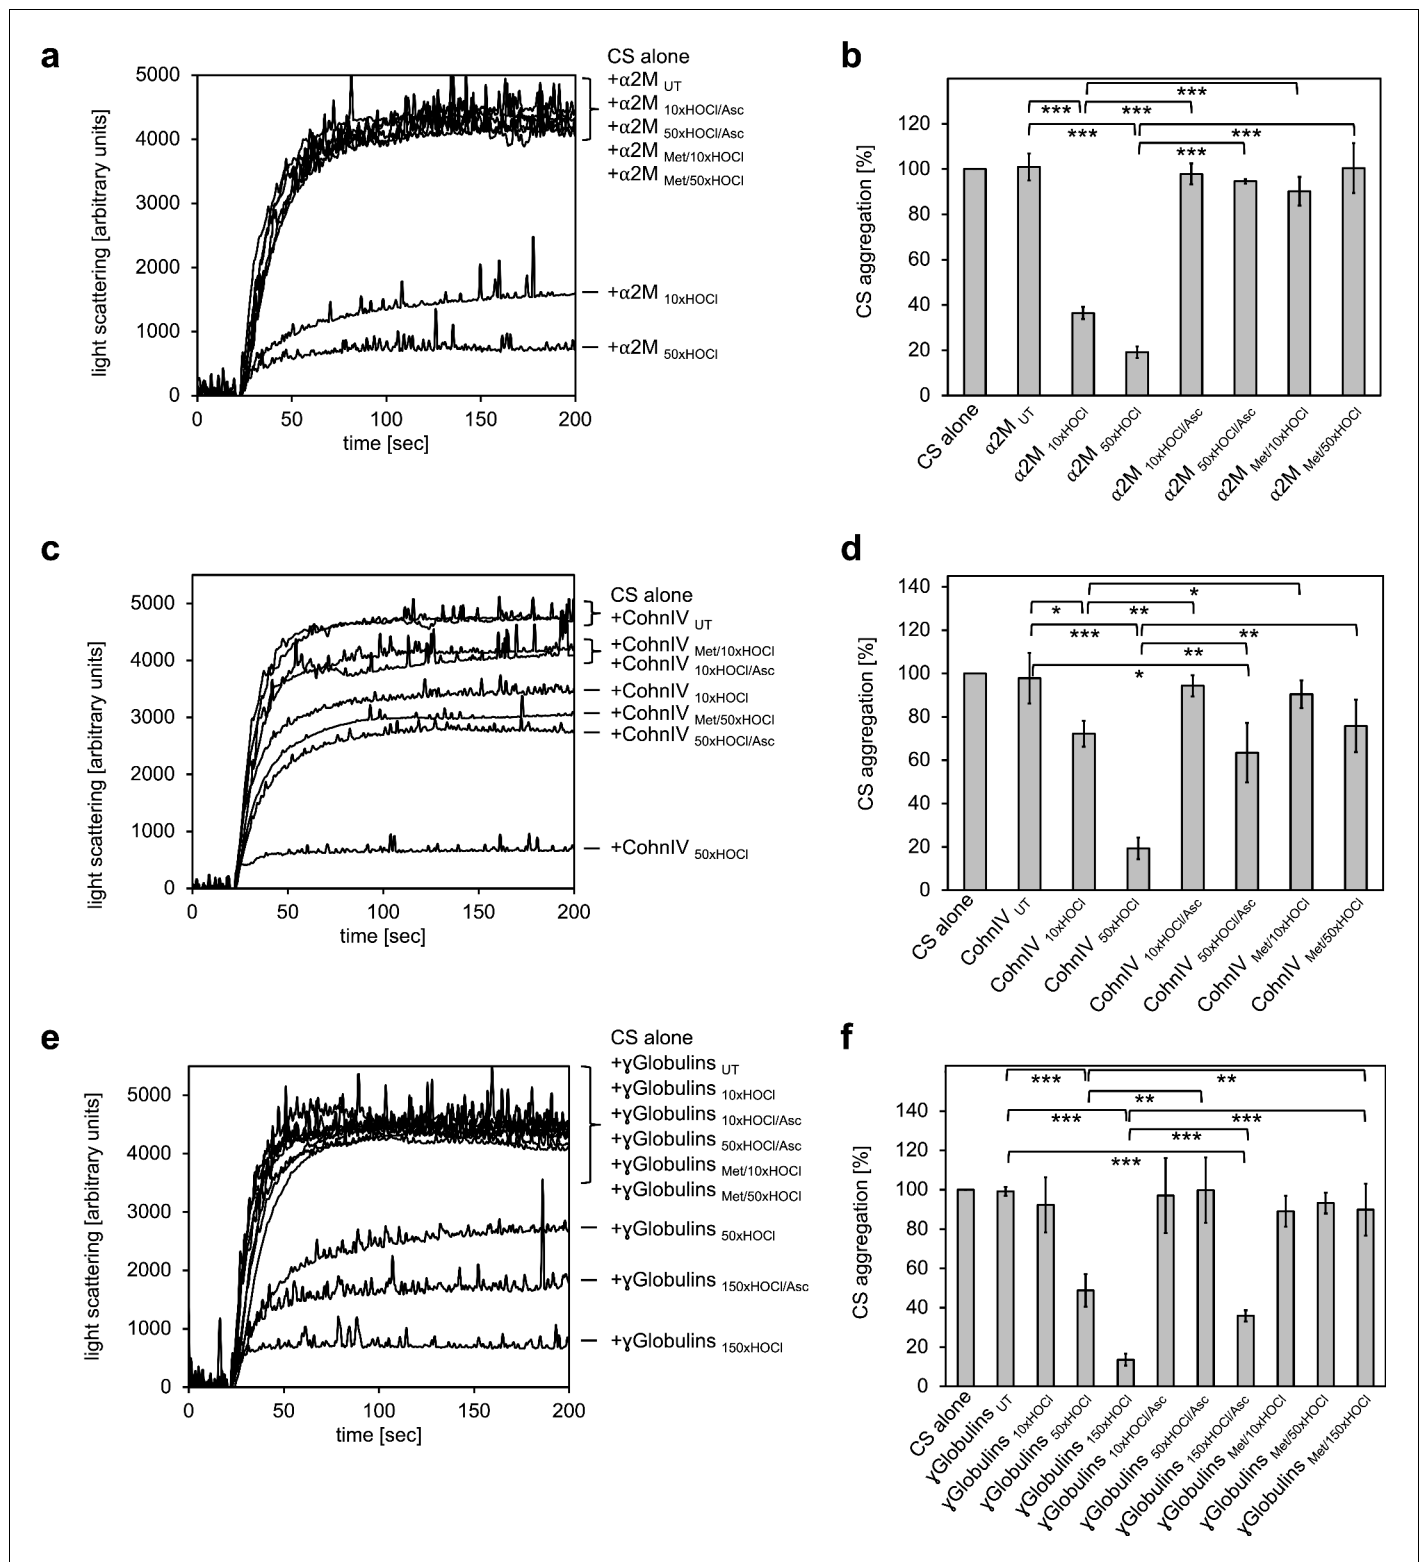 a
CS alone
+α2M UT
+α2M 10xHOCl/Asc
+α2M 50xHOCl/Asc
+α2M Met/10xHOCl
+α2M Met/50xHOCl
+α2M 10xHOCl
+α2M 50xHOCl
light scattering [arbitrary units]
5000
4000
3000
2000
1000
0
0 50 100 150 200
time [sec]
b
CS aggregation [%]
120
100
80
60
40
20
0
***
*** ***
*** ***
***
CS alone
α2M UT
α2M 10xHOCl
α2M 50xHOCl
α2M 10xHOCl/Asc
α2M 50xHOCl/Asc
α2M Met/10xHOCl
α2M Met/50xHOCl
c
CS alone
+CohnIV UT
+CohnIV Met/10xHOCl
+CohnIV 10xHOCl/Asc
+CohnIV 10xHOCl
+CohnIV Met/50xHOCl
+CohnIV 50xHOCl/Asc
+CohnIV 50xHOCl
light scattering [arbitrary units]
5000
4000
3000
2000
1000
0
0 50 100 150 200
time [sec]
d
CS aggregation [%]
140
120
100
80
60
40
20
0
*
* **
*** **
**
*
CS alone
CohnIV UT
CohnIV 10xHOCl
CohnIV 50xHOCl
CohnIV 10xHOCl/Asc
CohnIV 50xHOCl/Asc
CohnIV Met/10xHOCl
CohnIV Met/50xHOCl
e
CS alone
+ɣGlobulins UT
+ɣGlobulins 10xHOCl
+ɣGlobulins 10xHOCl/Asc
+ɣGlobulins 50xHOCl/Asc
+ɣGlobulins Met/10xHOCl
+ɣGlobulins Met/50xHOCl
+ɣGlobulins 50xHOCl
+ɣGlobulins 150xHOCl/Asc
+ɣGlobulins 150xHOCl
light scattering [arbitrary units]
5000
4000
3000
2000
1000
0
0 50 100 150 200
time [sec]
f
CS aggregation [%]
140
120
100
80
60
40
20
0
*** **
**
*** ***
***
***
CS alone
ɣGlobulins UT
ɣGlobulins 10xHOCl
ɣGlobulins 50xHOCl
ɣGlobulins 150xHOCl
ɣGlobulins 10xHOCl/Asc
ɣGlobulins 50xHOCl/Asc
ɣGlobulins 150xHOCl/Asc
ɣGlobulins Met/10xHOCl
ɣGlobulins Met/50xHOCl
ɣGlobulins Met/150xHOCl